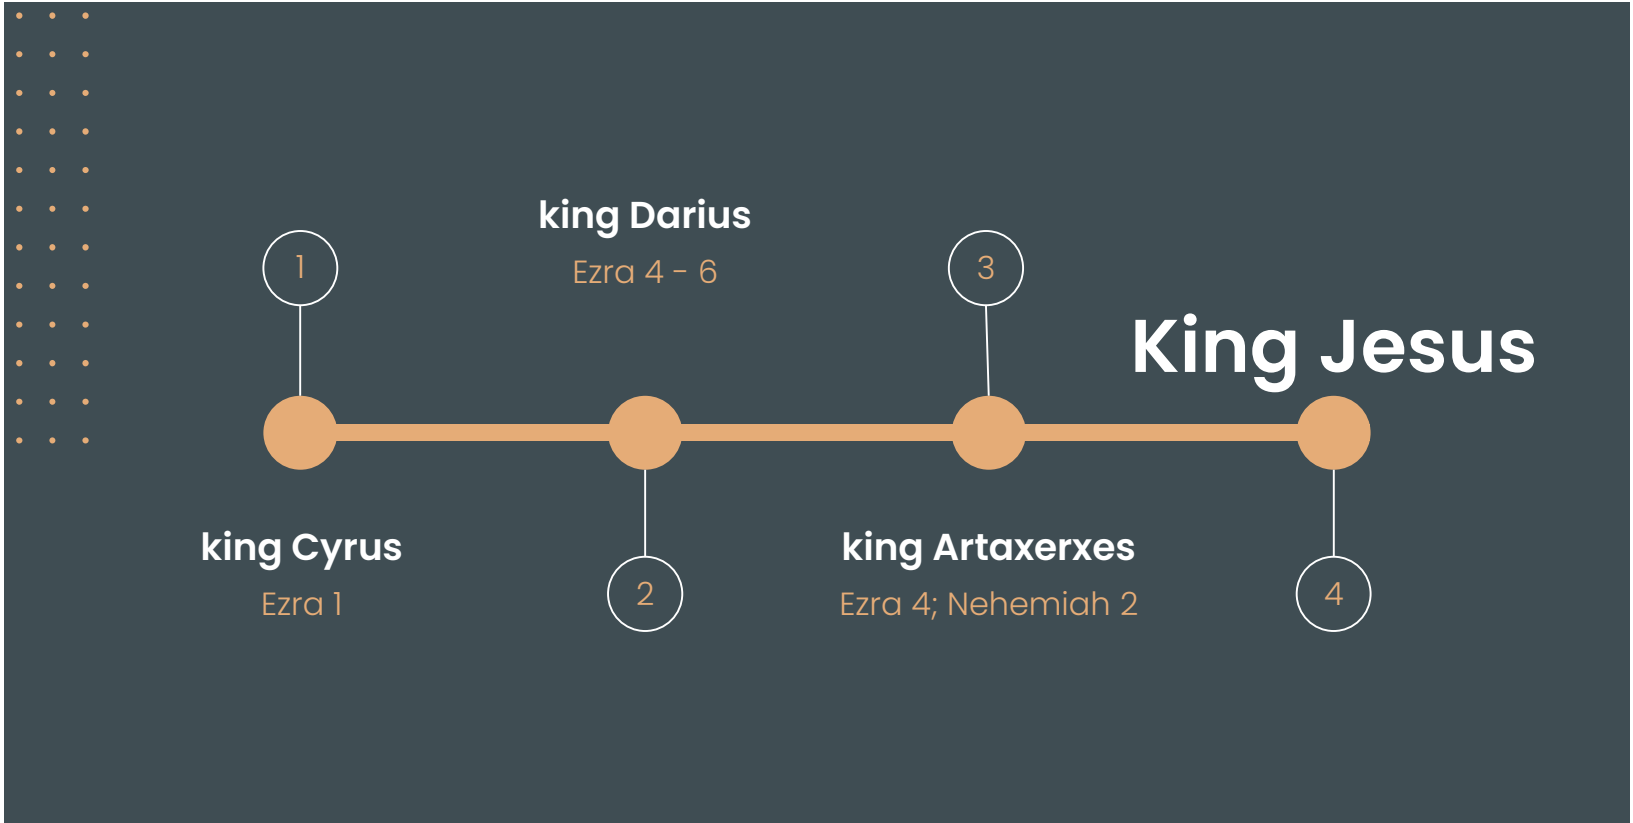 1
king Cyrus
Ezra 1
king Darius
Ezra 4 - 6
2
3
king Artaxerxes
Ezra 4; Nehemiah 2
King Jesus
4